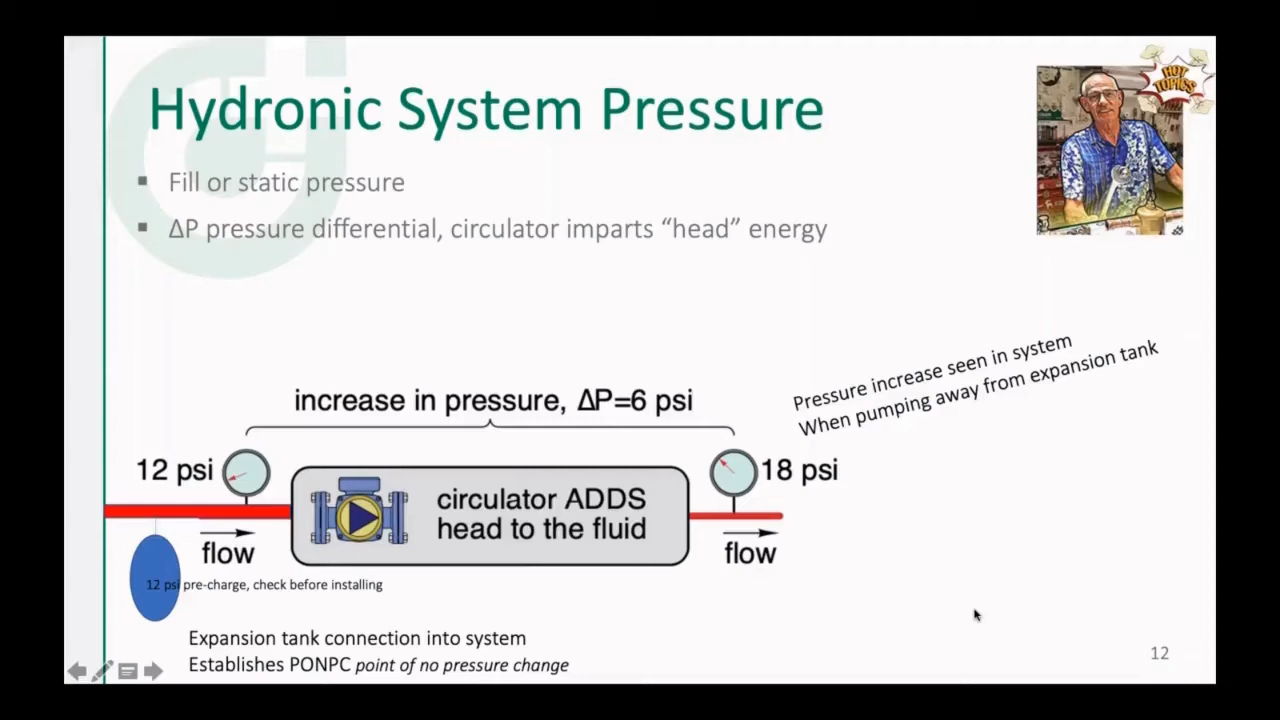 Hydronic System Pressure
HOT
TOPICS
▪ Fill or static pressure
▪ ΔP pressure differential, circulator imparts “head” energy
Pressure increase seen in system
When pumping away from expansion tank
increase in pressure, ΔP=6 psi
12 psi
18 psi
circulator ADDS
head to the fluid
flow
flow
12 psi pre-charge, check before installing
Expansion tank connection into system
Establishes PONPC point of no pressure change
12